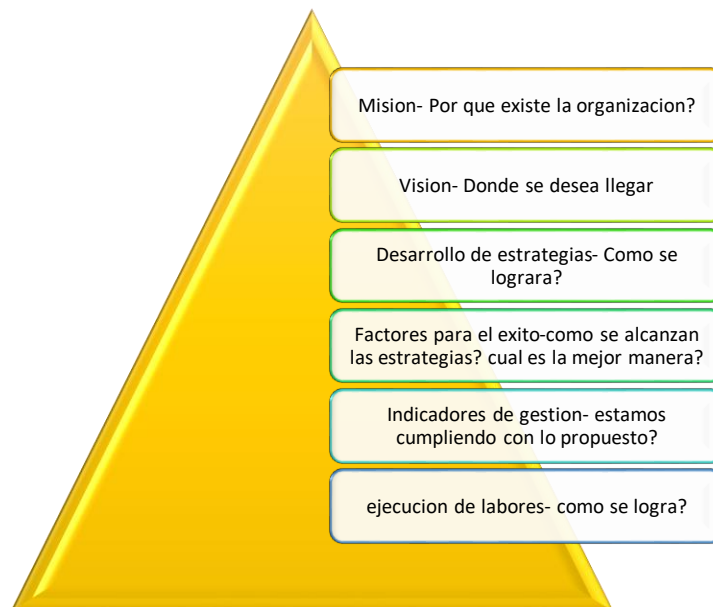 Mision- Por que existe la organizacion?
Vision- Donde se desea llegar
Desarrollo de estrategias- Como se
lograra?
Factores para el exito-como se alcanzan
las estrategias? cual es la mejor manera?
Indicadores de gestion- estamos
cumpliendo con lo propuesto?
ejecucion de labores- como se logra?